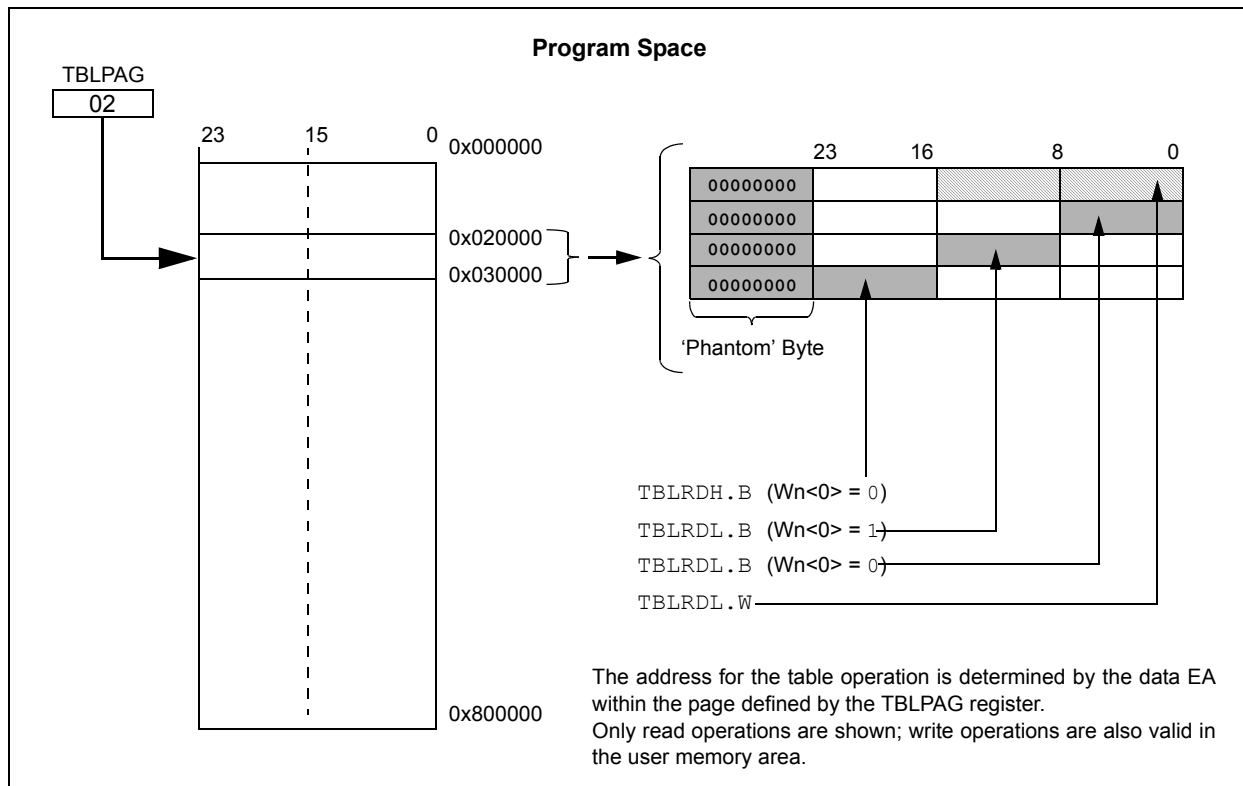 Program Space
TBLPAG
02
23 15 0
0x000000
0x020000
0x030000
0x800000
23 16 8 0
00000000
00000000
00000000
00000000
‘Phantom’ Byte
TBLRDH.B (Wn<0> = 0)
TBLRDL.B (Wn<0> = 1)
TBLRDL.B (Wn<0> = 0)
TBLRDL.W
The address for the table operation is determined by the data EA
within the page defined by the TBLPAG register.
Only read operations are shown; write operations are also valid in
the user memory area.